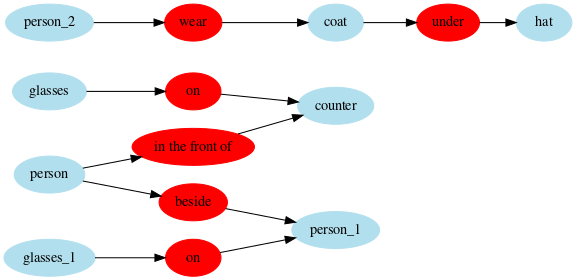 person_2 wear coat under hat
glasses on counter
in the front of
person
beside
person_1
glasses_1 on